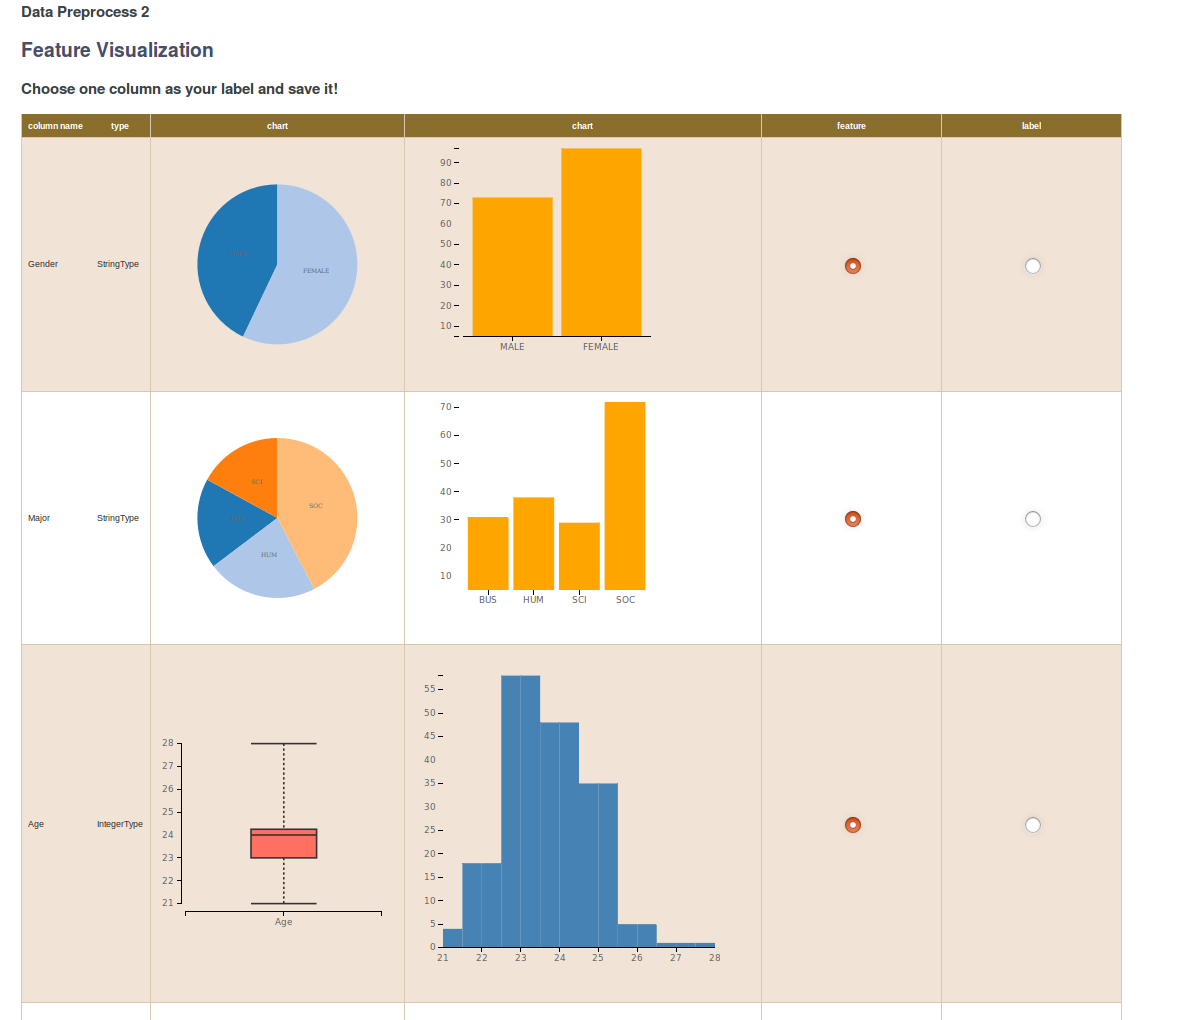 Data Preprocess 2
Feature Visualization
Choose one column as your label and save it!
column name type chart chart feature label
Gender StringType
FEMALE
90
80
70
60
50
40
30
20
10
MALE FEMALE
Major StringType
SCI
SOC
HUM
70
60
50
40
30
20
10
BUS HUM SCI SOC
Age IntegerType
28
27
26
25
24
23
22
21
Age
55
50
45
40
35
30
25
20
15
10
5
0
21 22 23 24 25 26 27 28